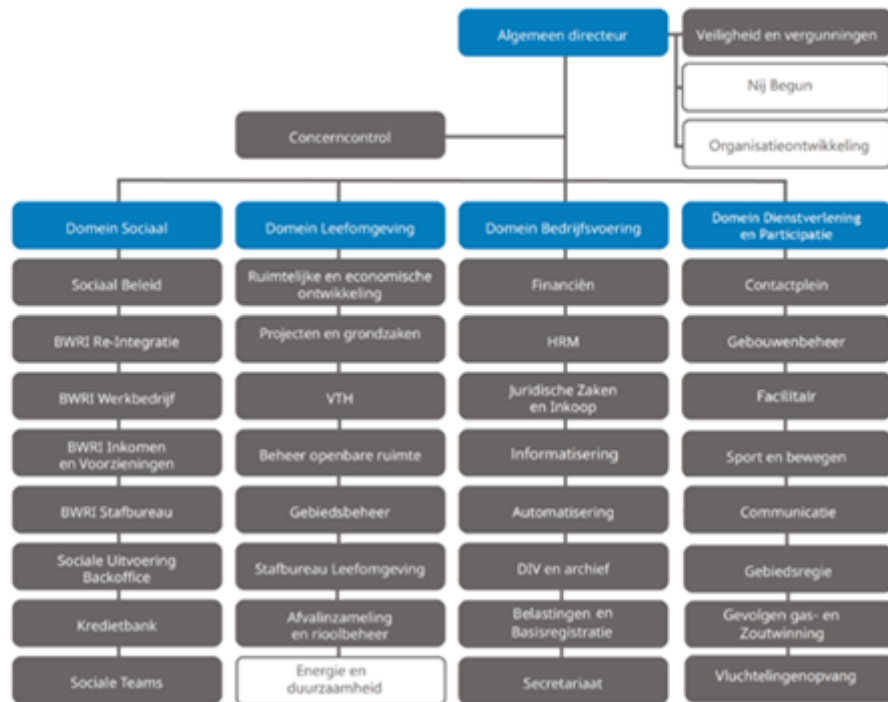 Algemeen directeur
Veiligheid en vergunningen
Nij Begun
Organisatieontwikkeling
Concerncontrol
Domein Sociaal
Sociaal Beleid
BWRI Re-Integratie
BWRI Werkbedrijf
BWRI Inkomen
en Voorzieningen
BWRI Stafbureau
Sociale Uitvoering
Backoffice
Kredietbank
Sociale Teams
Domein Leefomgeving
Ruimtelijke en economische
ontwikkeling
Projecten en grondzaken
VTH
Beheer openbare ruimte
Gebiedsbeheer
Stafbureau Leefomgeving
Afvalinzameling
en rioolbeheer
Energie en
duurzaamheid
Domein Bedrijfsvoering
Financiën
HRM
Juridische Zaken
en Inkoop
Informatisering
Automatisering
DIV en archief
Belastingen en
Basisregistratie
Secretariaat
Domein Dienstverlening
en Participatie
Contactplein
Gebouwenbeheer
Facilitair
Sport en bewegen
Communicatie
Gebiedsregie
Gevolgen gas- en
Zoutwinning
Vluchtelingenopvang